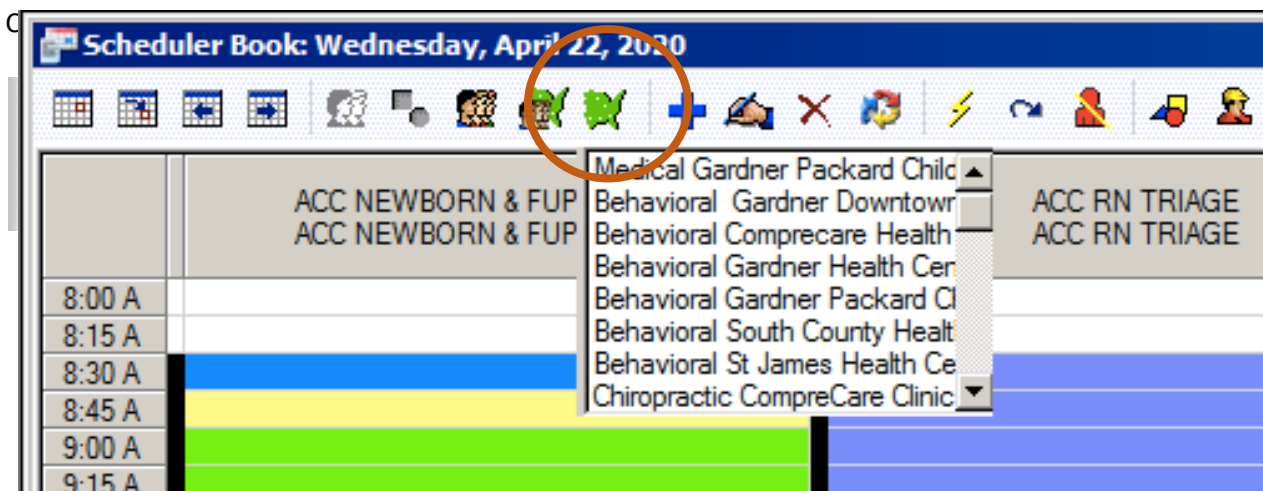 Scheduler Book: Wednesday, April 22, 2020
ACC NEWBORN & FUP
ACC NEWBORN & FUP
Medical Gardner Packard Child
Behavioral Gardner Downtown
Behavioral Comprecare Health
Behavioral Gardner Health Cen
Behavioral Gardner Packard Cl
Behavioral South County Healt
Behavioral St James Health Ce
Chiropractic CompreCare Clinic
ACC RN TRIAGE
ACC RN TRIAGE
8:00 A
8:15 A
8:30 A
8:45 A
9:00 A
9:15 A